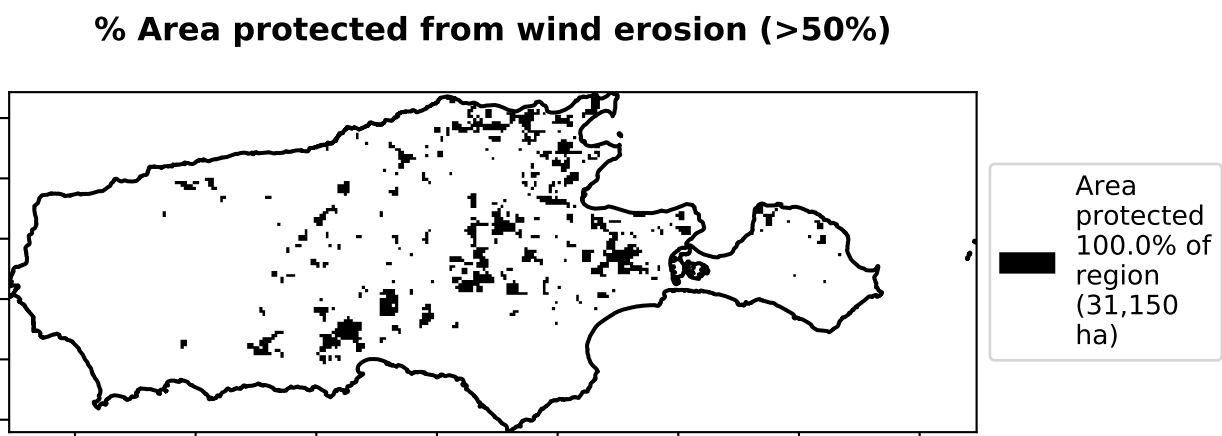 % Area protected from wind erosion (>50%)
Area
protected
100.0% of
region
(31,150
ha)